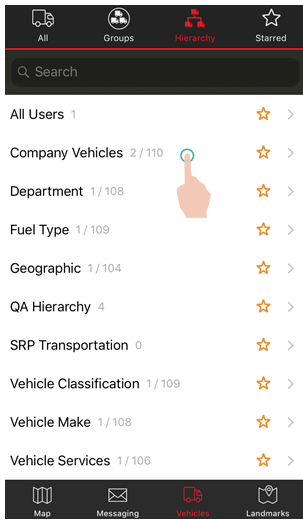 All Groups Hierarchy Starred
Search
All Users 1
Company Vehicles 2 / 110
Department 1 / 108
Fuel Type 1 / 109
Geographic 1 / 104
QA Hierarchy 4
SRP Transportation 0
Vehicle Classification 1 / 109
Vehicle Make 1 / 108
Vehicle Services 1 / 106
Map Messaging Vehicles Landmarks